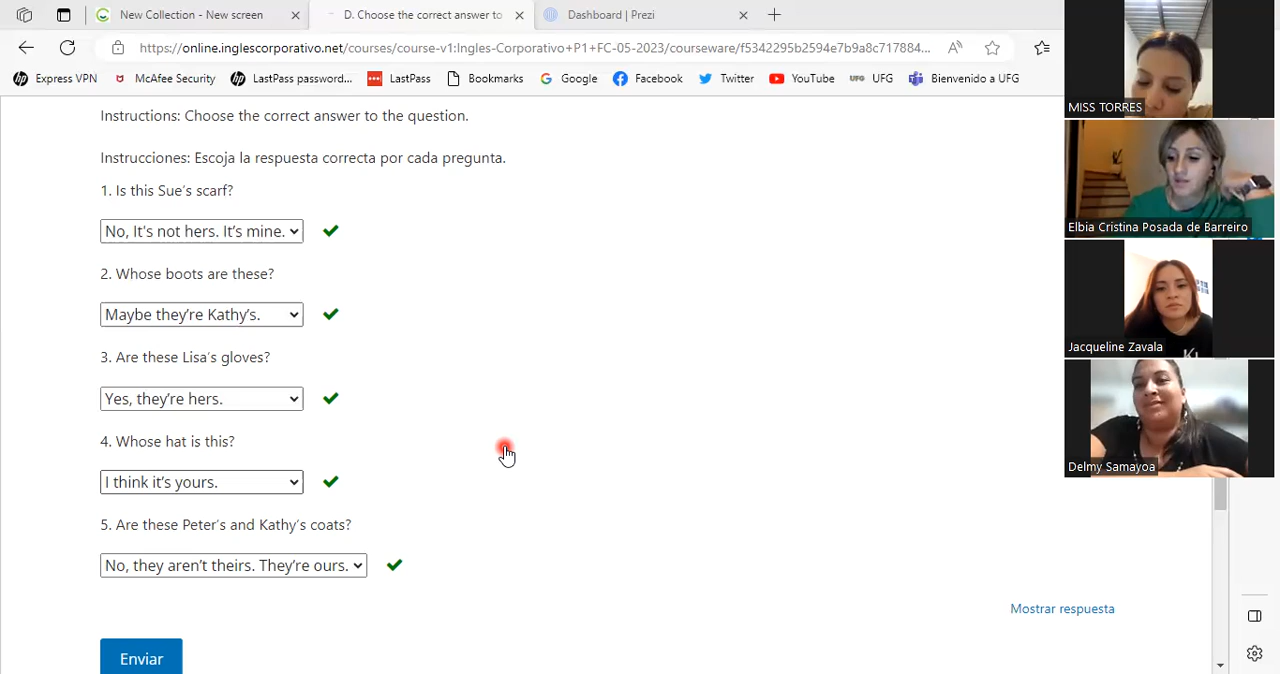 New Collection - New screen
D. Choose the correct answer to
Dashboard | Prezi
https://online.inglescorporativo.net/courses/course-v1:Ingles-Corporativo+P1+FC-05-2023/courseware/f5342295b2594e7b9a8c717884...
Express VPN
McAfee Security
LastPass password...
LastPass
Bookmarks
Google
Facebook
Twitter
YouTube
UFG
UFG
Bienvenido a UFG
Instructions: Choose the correct answer to the question.
Instrucciones: Escoja la respuesta correcta por cada pregunta.
1. Is this Sue's scarf?
No, It's not hers. It's mine.
2. Whose boots are these?
Maybe they're Kathy's.
3. Are these Lisa's gloves?
Yes, they're hers.
4. Whose hat is this?
I think it's yours.
5. Are these Peter's and Kathy's coats?
No, they aren't theirs. They're ours.
Mostrar respuesta
Enviar
MISS TORRES
Elbia Cristina Posada de Barreiro
Jacqueline Zavala
Delmy Samayoa